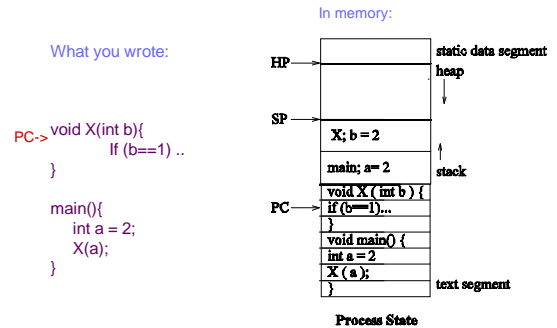 In memory:
What you wrote:
PC-> void X(int b){
If (b==1) ..
}
main(){
int a = 2;
X(a);
}
static data segment
HP
heap
SP
X; b = 2
main; a= 2
stack
void X ( int b ) {
PC
if (b==1)...
}
void main() {
int a = 2
X ( a );
}
text segment
Process State